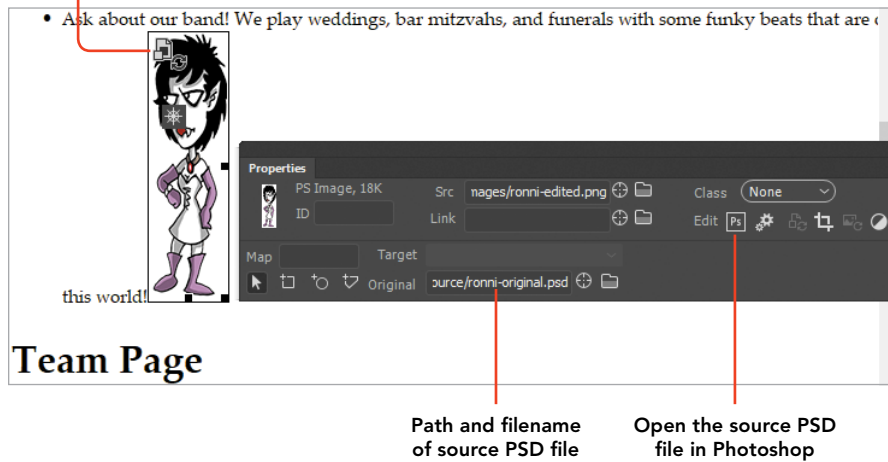 • Ask about our band! We play weddings, bar mitzvahs, and funerals with some funky beats that are
this world!
Properties
PS Image, 18K
Src mages/ronni-edited.png
Class None
ID
Link
Edit Ps
Map
Target
Original ource/ronni-original.psd
Team Page
Path and filename
of source PSD file
Open the source PSD
file in Photoshop